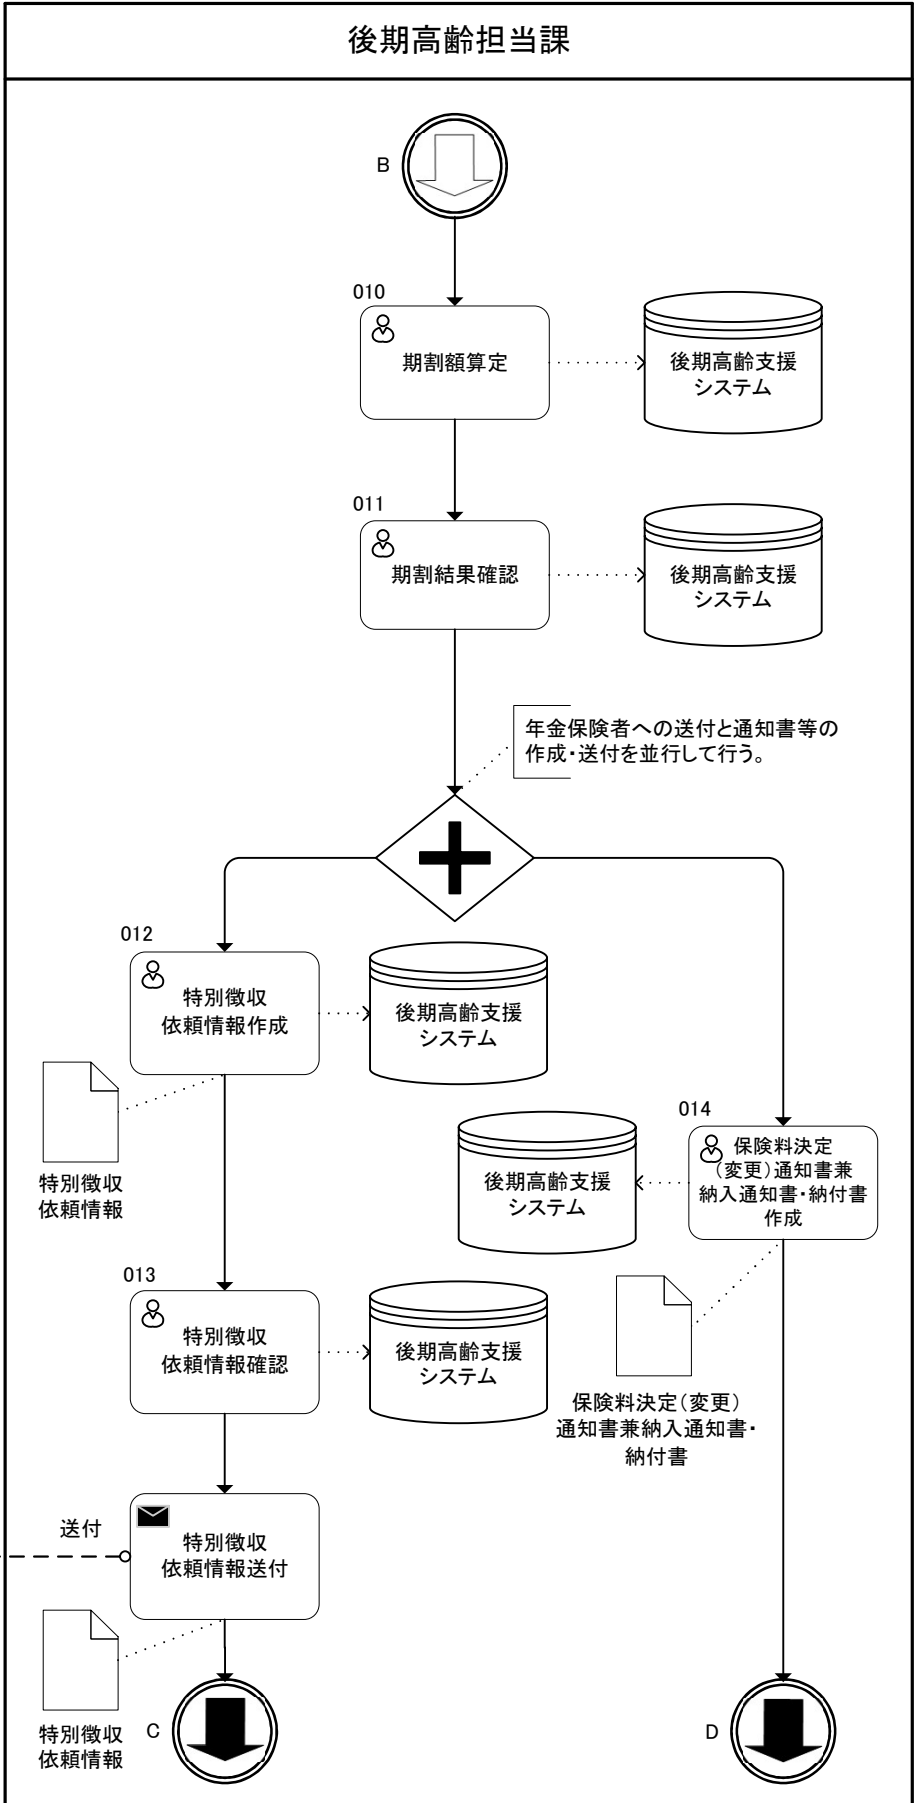 後期高齢担当課
B
010
期割額算定
後期高齢支援
システム
011
期割結果確認
後期高齢支援
システム
年金保険者への送付と通知書等の
作成・送付を並行して行う。
012
特別徴収
依頼情報作成
後期高齢支援
システム
特別徴収
依頼情報
014
保険料決定
(変更)通知書兼
納入通知書・納付書
作成
後期高齢支援
システム
013
特別徴収
依頼情報確認
後期高齢支援
システム
保険料決定(変更)
通知書兼納入通知書・
納付書
送付
特別徴収
依頼情報送付
特別徴収
依頼情報
C
D